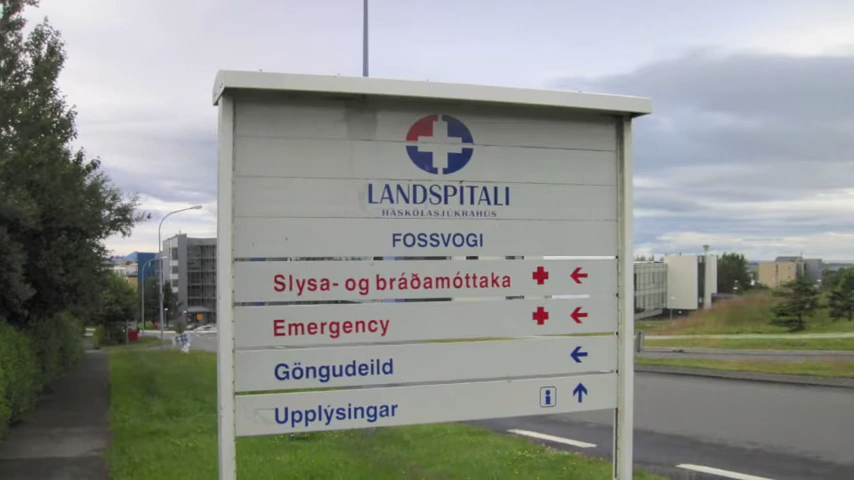 LANDSPÍTALI
HÁSKÓLASJÚKRAHÚS
FOSSVOGI
Slysa- og bráðamóttaka
Emergency
Göngudeild
Upplýsingar i